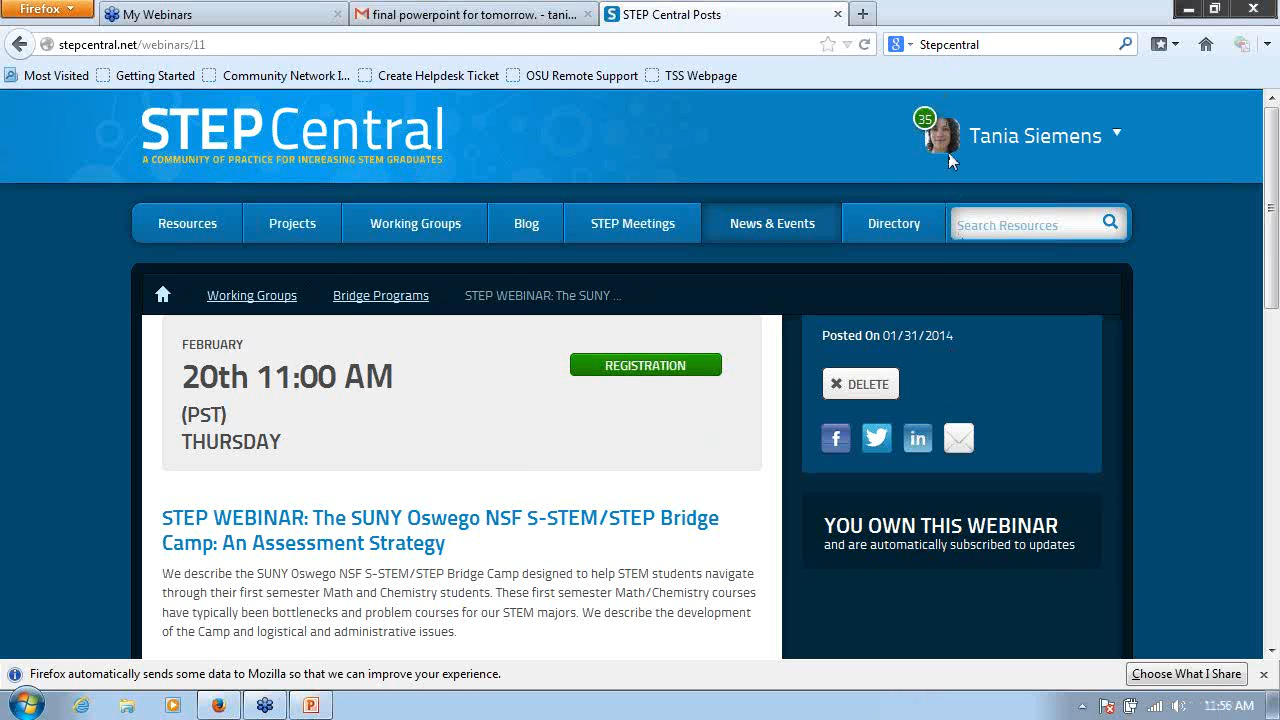 Firefox
My Webinars
final powerpoint for tomorrow. - tani...
STEP Central Posts
stepcentral.net/webinars/11
Stepcentral
Most Visited
Getting Started
Community Network I...
Create Helpdesk Ticket
OSU Remote Support
TSS Webpage
STEP Central
A COMMUNITY OF PRACTICE FOR INCREASING STEM GRADUATES
35
Tania Siemens
Resources
Projects
Working Groups
Blog
STEP Meetings
News & Events
Directory
Search Resources
Working Groups
Bridge Programs
STEP WEBINAR: The SUNY ...
FEBRUARY
20th 11:00 AM
(PST)
THURSDAY
REGISTRATION
Posted On 01/31/2014
DELETE
STEP WEBINAR: The SUNY Oswego NSF S-STEM/STEP Bridge
Camp: An Assessment Strategy
We describe the SUNY Oswego NSF S-STEM/STEP Bridge Camp designed to help STEM students navigate
through their first semester Math and Chemistry students. These first semester Math/Chemistry courses
have typically been bottlenecks and problem courses for our STEM majors. We describe the development
of the Camp and logistical and administrative issues.
YOU OWN THIS WEBINAR
and are automatically subscribed to updates
Firefox automatically sends some data to Mozilla so that we can improve your experience.
Choose What I Share
11:56 AM